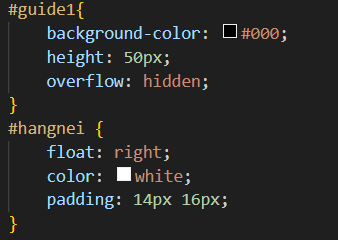 #guide1{
    background-color: #000;
    height: 50px;
    overflow: hidden;
}
#hangnei {
    float: right;
    color: white;
    padding: 14px 16px;
}